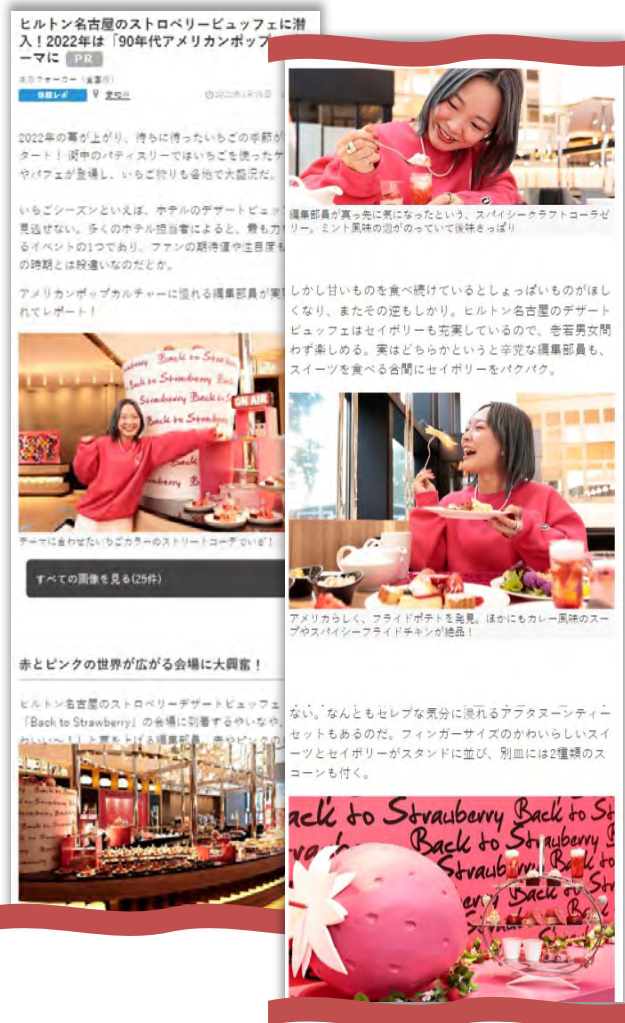 ヒルトン名古屋のストロベリービュッフェに潜
入！2022年は「90年代アメリカンポップ
ーマに PR
体験レポ 愛知県
2022年の幕が上がり、待ちに待ったいちごの季節が
タート！ 街中のパティスリーではいちごを使ったケ
やパフェが登場し、いちご狩りも各地で大盛況だ。
いちごシーズンといえば、ホテルのデザートビュッ
見逃せない。多くのホテル担当者によると、最も力
るイベントの1つであり、ファンの期待値や注目度も
の時期とは段違いなのだとか。
アメリカンポップカルチャーに憧れる編集部員が実
れてレポート！
Back to Strawberry
ON AIR
テーマに合わせたいちごカラーのストリートコーデでいざ！
すべての画像を見る(25件)
赤とピンクの世界が広がる会場に大興奮！
ヒルトン名古屋のストロベリーデザートビュッフェ
「Back to Strawberry」の会場に到着するやいなや、
わいい～！」と声を上げる編集部員。赤やピンクの
編集部員が真っ先に気になったという、スパイシークラフトコーラゼ
リー。ミント風味の泡がのっていて後味さっぱり
しかし甘いものを食べ続けているとしょっぱいものがほし
くなり、またその逆もしかり。ヒルトン名古屋のデザート
ビュッフェはセイボリーも充実しているので、老若男女問
わず楽しめる。実はどちらかというと辛党な編集部員も、
スイーツを食べる合間にセイボリーをパクパク。
アメリカらしく、フライドポテトを発見。ほかにもカレー風味のスー
プやスパイシーフライドチキンが絶品！
ない。なんともセレブな気分に浸れるアフタヌーンティー
セットもあるのだ。フィンガーサイズのかわいらしいスイ
ーツとセイボリーがスタンドに並び、別皿には2種類のス
コーンも付く。
Back to Strawberry Back to St
Back to Strawberry